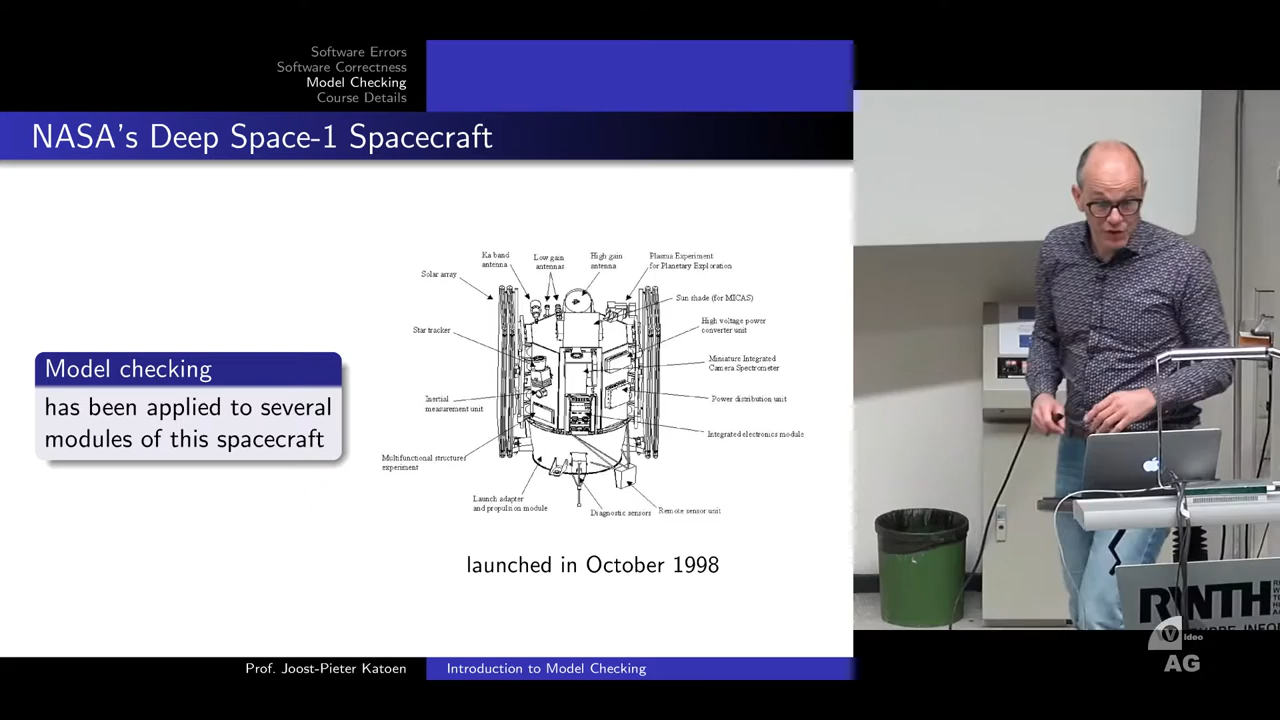 Software Errors
Software Correctness
Model Checking
Course Details
NASA's Deep Space-1 Spacecraft
Ka band
antenna
Low gain
antennas
High gain
antenna
Plasma Experiment
for Planetary Exploration
Solar array
Sun shade (for MICAS)
High voltage power
converter unit
Star tracker
Miniature Integrated
Camera Spectrometer
Inertial
measurement unit
Power distribution unit
Integrated electronics module
Multifunctional structures
experiment
Launch adapter
and propulsion module
Diagnostic sensors
Remote sensor unit
Model checking
has been applied to several
modules of this spacecraft
launched in October 1998
Prof. Joost-Pieter Katoen
Introduction to Model Checking
RWTH
INFO
Video
AG